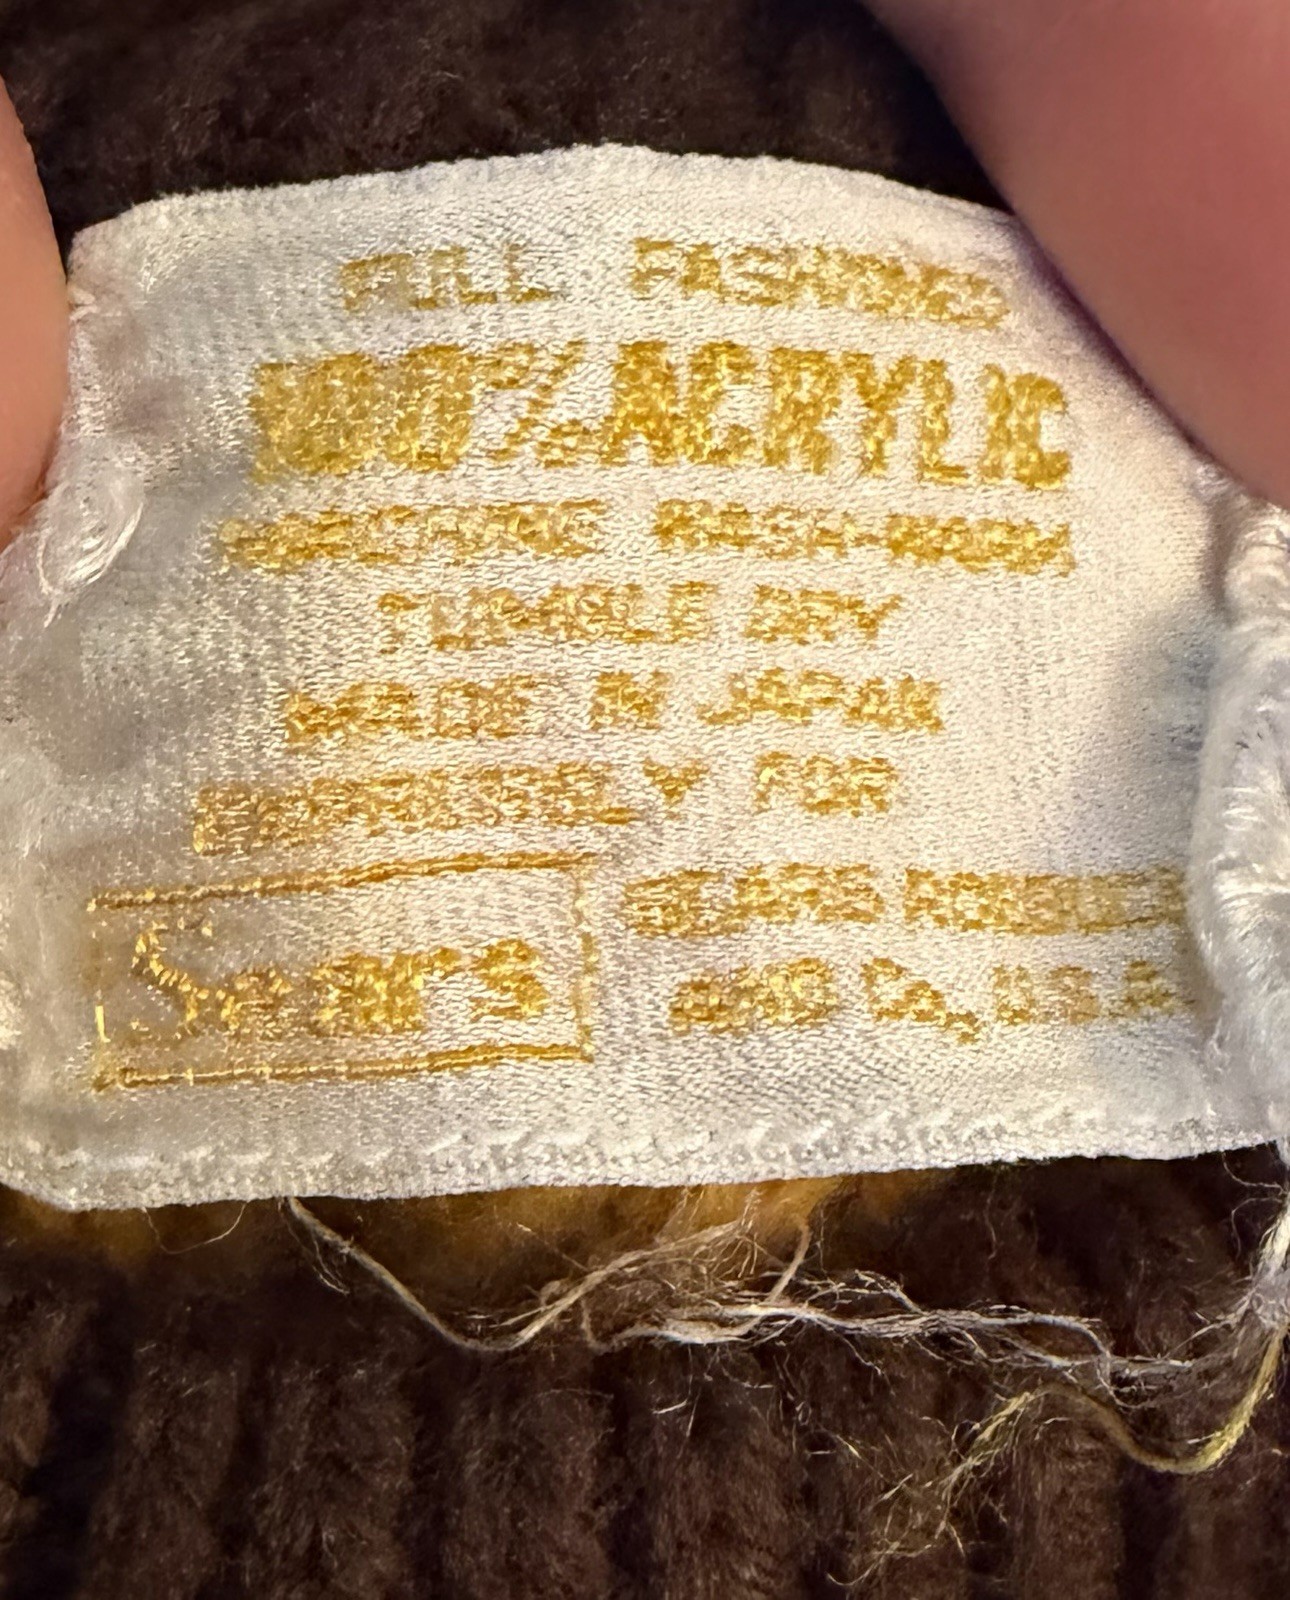 FULL FASHIONED
100% ACRYLIC
MACHINE WASH-WARM
TUMBLE DRY
MADE IN JAPAN
EXPRESSLY FOR
Sears
SEARS ROEBUCK
AND Co., U.S.A.